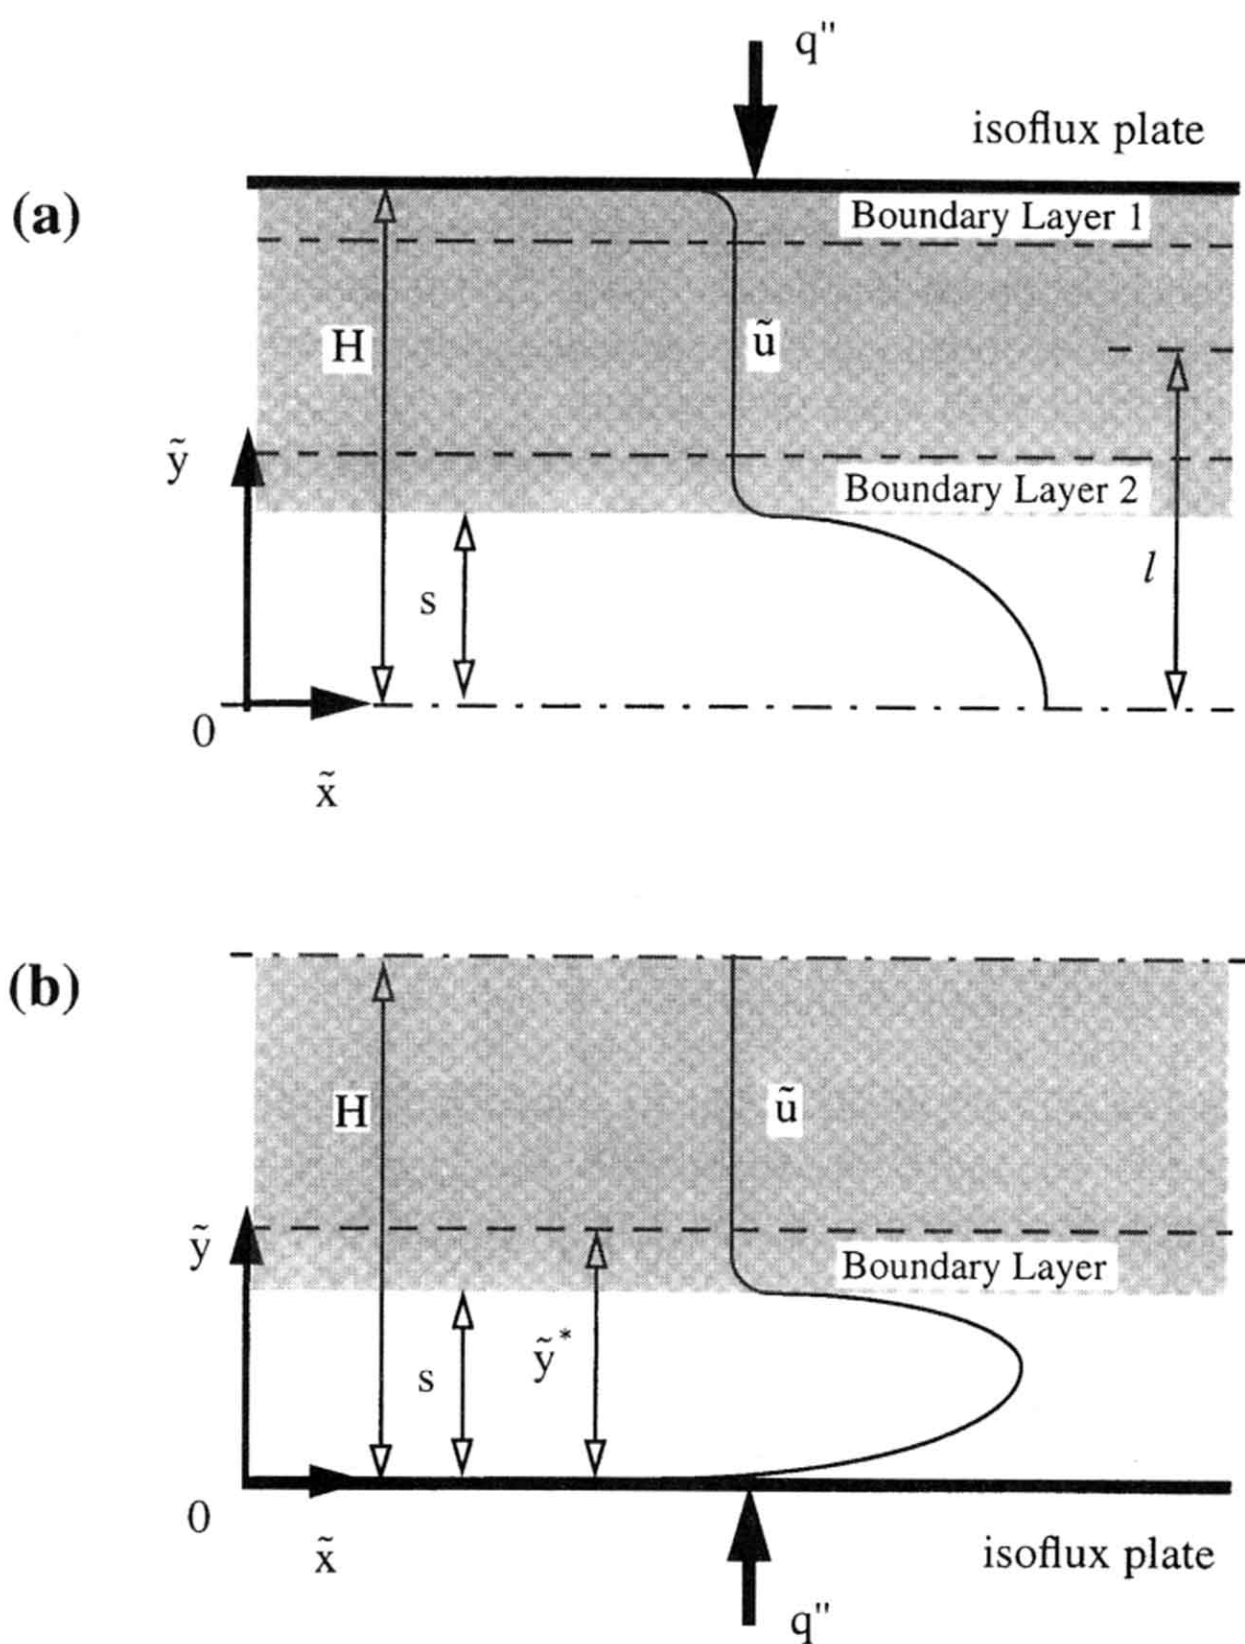 q"
isoflux plate
(a)
Boundary Layer 1
H
ũ
ỹ
Boundary Layer 2
s
l
0
x̃
(b)
H
ũ
ỹ
Boundary Layer
ỹ*
s
0
x̃
isoflux plate
q"